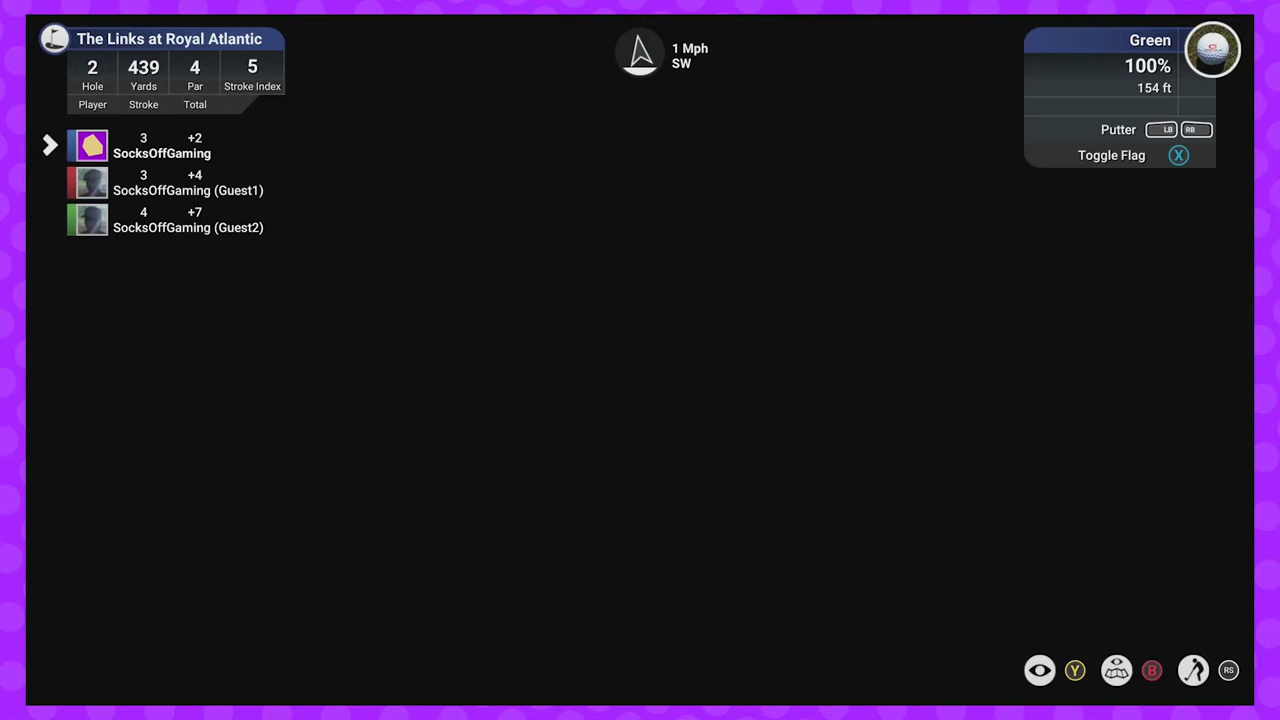 The Links at Royal Atlantic
2 439 4 5
Hole Yards Par Stroke Index
Player Stroke Total
3 +2
SocksOffGaming
3 +4
SocksOffGaming (Guest1)
4 +7
SocksOffGaming (Guest2)
1 Mph
SW
Green
100%
154 ft
Putter LB RB
Toggle Flag X
Y B RS